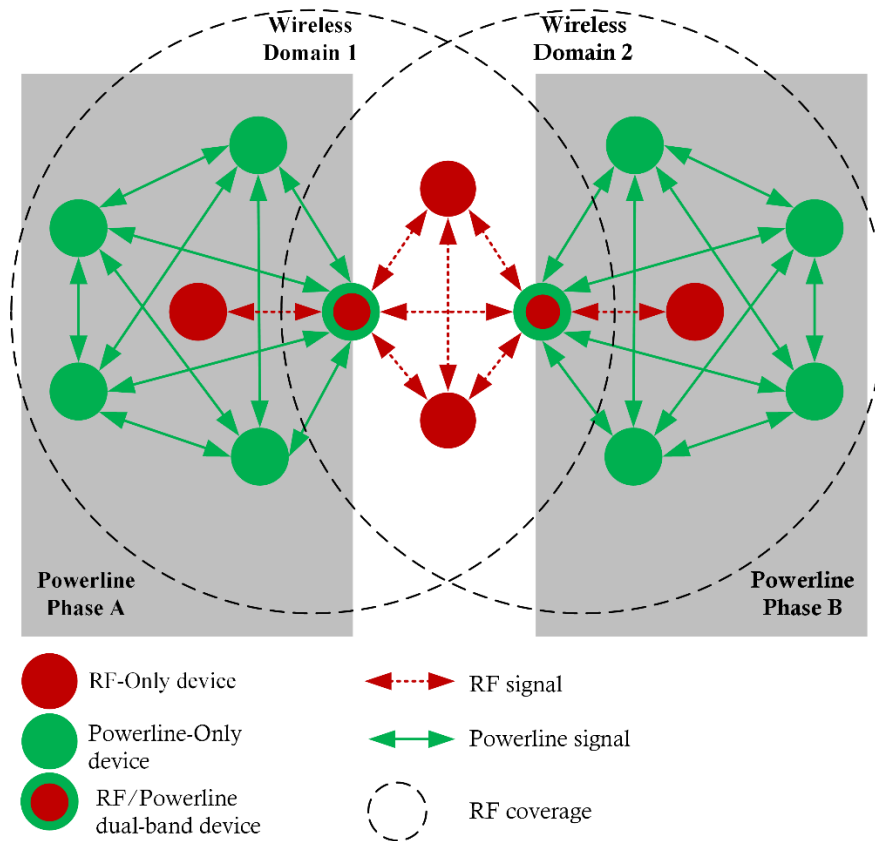 Wireless
Domain 1
Wireless
Domain 2
Powerline
Phase A
Powerline
Phase B
RF-Only device
RF signal
Powerline-Only
device
Powerline signal
RF/Powerline
dual-band device
RF coverage